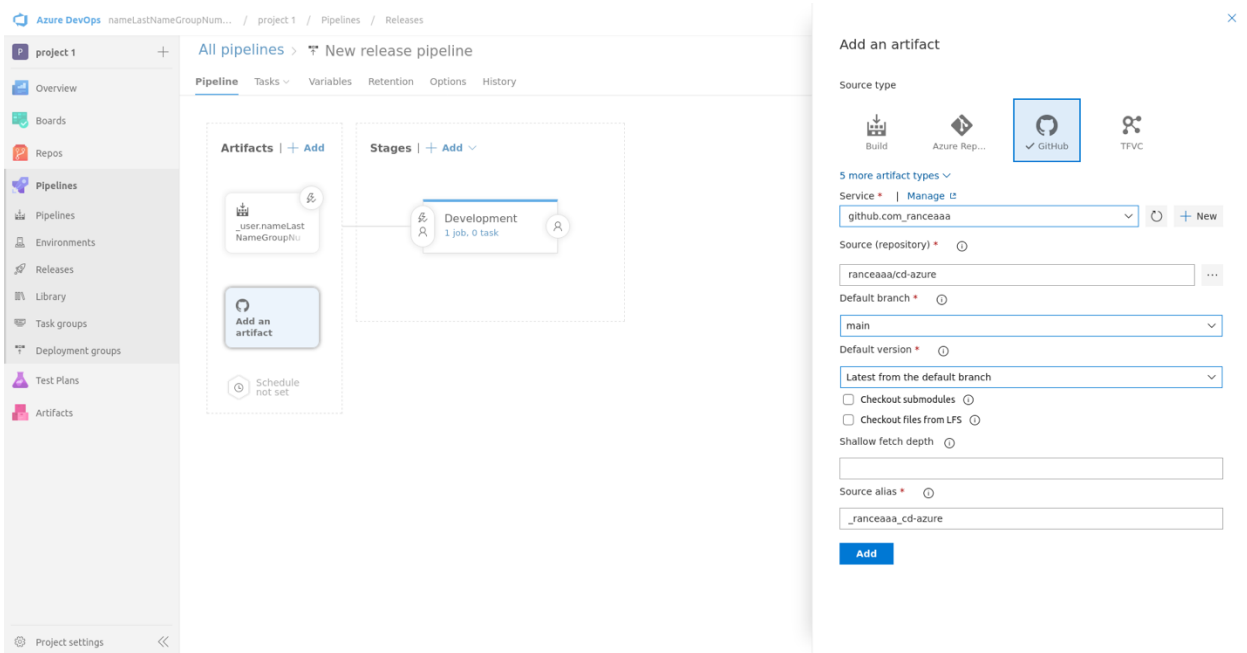 Azure DevOps nameLastNameGroupNum... / project 1 / Pipelines / Releases
P project 1
Overview
Boards
Repos
Pipelines
Pipelines
Environments
Releases
Library
Task groups
Deployment groups
Test Plans
Artifacts
Project settings
All pipelines > New release pipeline
Pipeline Tasks Variables Retention Options History
Artifacts | + Add
_user.nameLast
NameGroupNu
Add an
artifact
Schedule
not set
Stages | + Add
Development
1 job, 0 task
Add an artifact
Source type
Build
Azure Rep...
GitHub
TFVC
5 more artifact types
Service * | Manage
github.com_ranceaaa
+ New
Source (repository) *
ranceaaa/cd-azure
...
Default branch *
main
Default version *
Latest from the default branch
Checkout submodules
Checkout files from LFS
Shallow fetch depth
Source alias *
_ranceaaa_cd-azure
Add